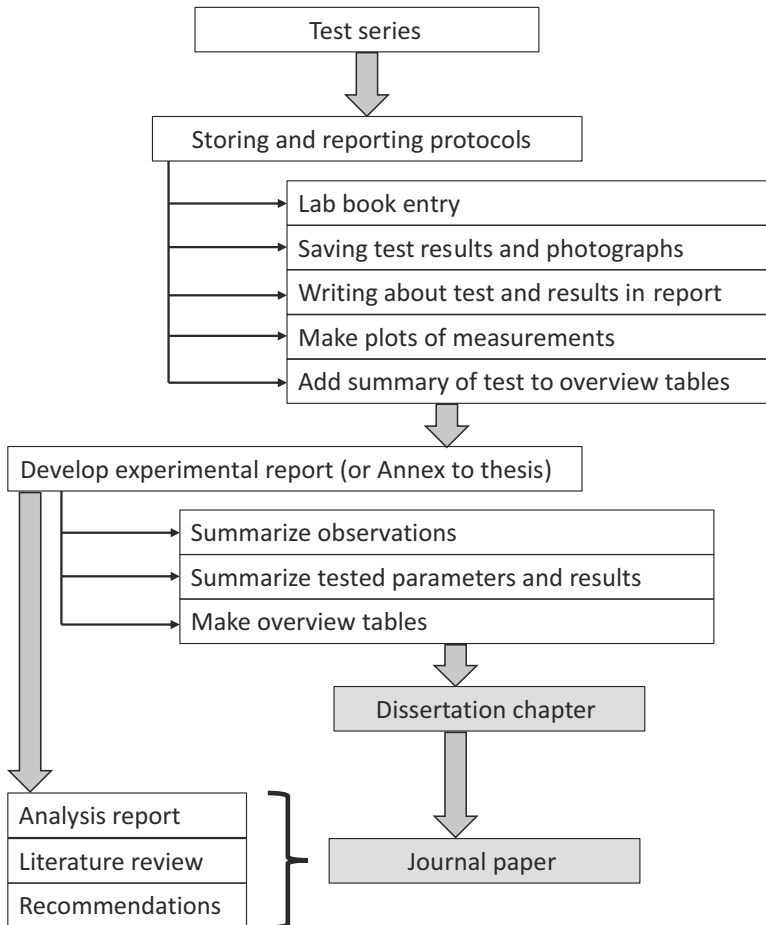 Test series
Storing and reporting protocols
Lab book entry
Saving test results and photographs
Writing about test and results in report
Make plots of measurements
Add summary of test to overview tables
Develop experimental report (or Annex to thesis)
Summarize observations
Summarize tested parameters and results
Make overview tables
Dissertation chapter
Analysis report
Literature review
Recommendations
Journal paper